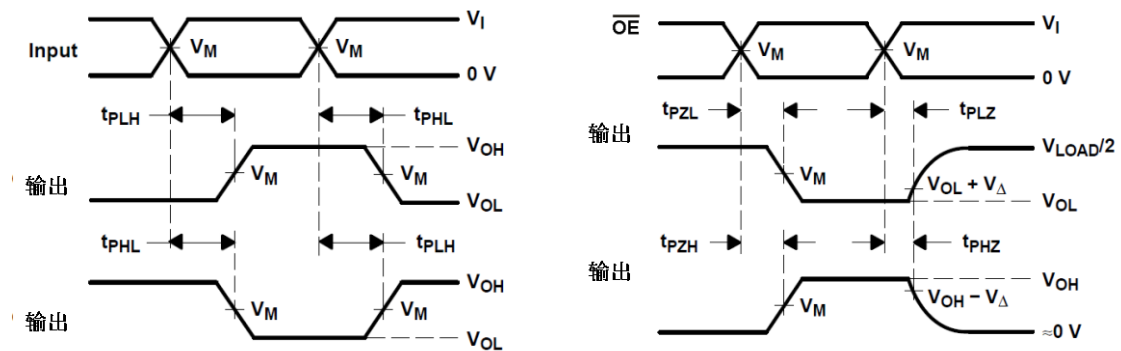 Input
V_I
V_M
V_M
0 V
t_PLH
t_PHL
输出
V_OH
V_M
V_M
V_OL
t_PHL
t_PLH
输出
V_OH
V_M
V_M
V_OL
O̅E̅
V_I
V_M
V_M
0 V
t_PZL
t_PLZ
输出
V_LOAD/2
V_M
V_OL + V_Δ
V_OL
t_PZH
t_PHZ
输出
V_OH
V_M
V_OH − V_Δ
≈0 V